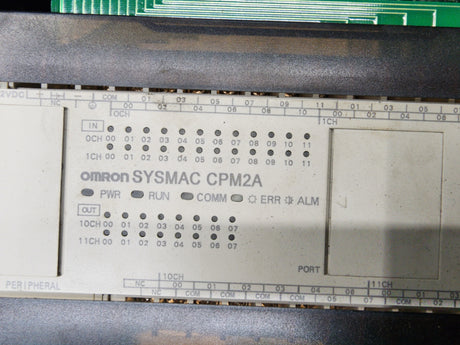 2VDC + - COM 01 03 05 07 09 11 01 03 05 07 09 11
NC 00 02 04 06 08 10 00 02 04 06 08 10
0CH 1CH
IN
0CH 00 01 02 03 04 05 06 07 08 09 10 11
1CH 00 01 02 03 04 05 06 07 08 09 10 11
OMRON SYSMAC CPM2A
PWR RUN COMM ERR ALM
OUT
10CH 00 01 02 03 04 05 06 07
11CH 00 01 02 03 04 05 06 07
PORT
PERIPHERAL
10CH 11CH
00 01 02 03 04 06 00 01 03
NC COM COM COM COM 05 07 COM 02